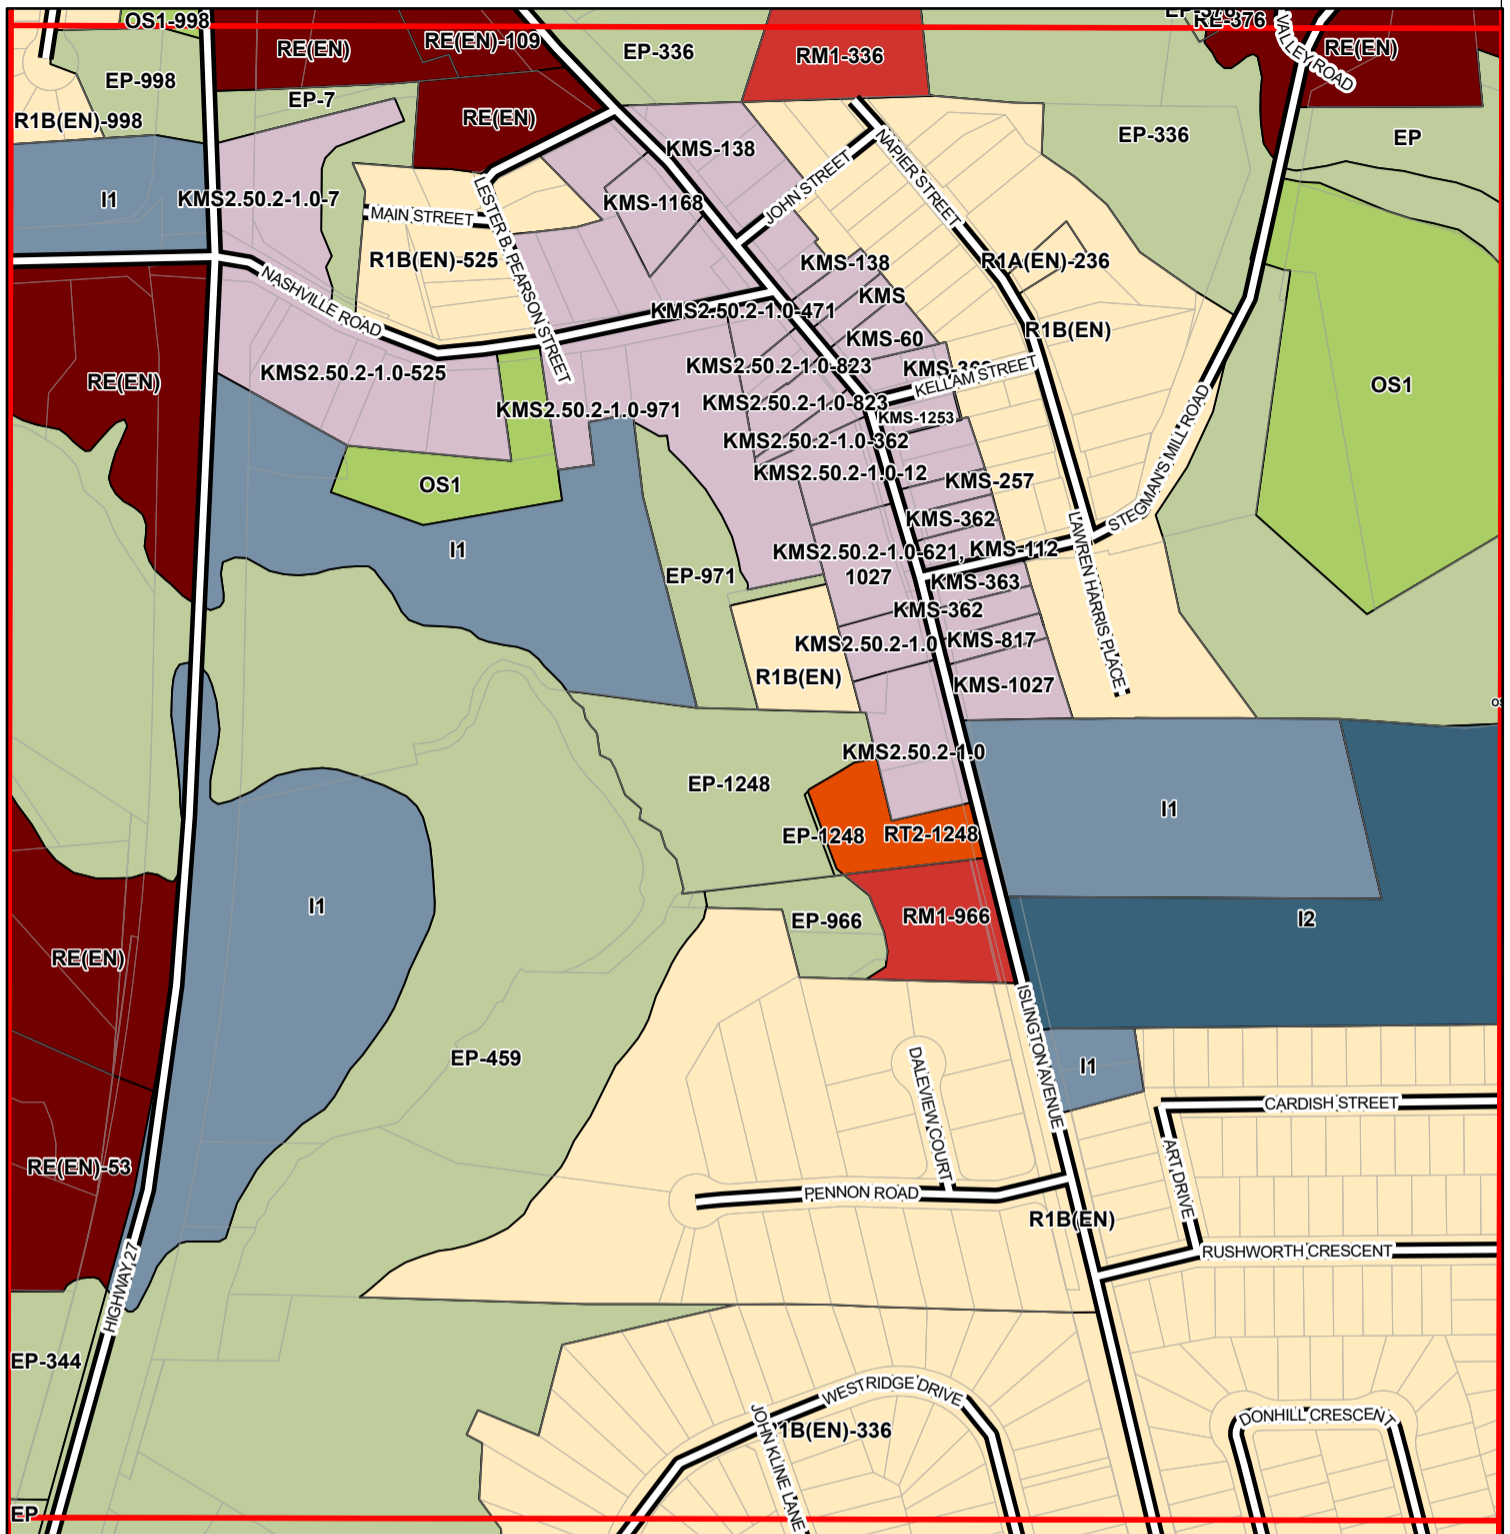 OS1-998
RE(EN)
RE(EN)-109
EP-336
RM1-336
EP-376
RE-376
VALLEY ROAD
RE(EN)
EP-998
EP-7
R1B(EN)-998
RE(EN)
KMS-138
EP-336
EP
NAPIER STREET
JOHN STREET
I1
KMS2.50.2-1.0-7
KMS-1168
MAIN STREET
LESTER B. PEARSON STREET
R1B(EN)-525
KMS-138
R1A(EN)-236
NASHVILLE ROAD
KMS
KMS2.50.2-1.0-471
R1B(EN)
KMS-60
KMS2.50.2-1.0-823
KELLAM STREET
RE(EN)
KMS2.50.2-1.0-525
OS1
KMS2.50.2-1.0-971
KMS2.50.2-1.0-823
KMS-1253
KMS2.50.2-1.0-362
STEGMAN'S MILL ROAD
KMS2.50.2-1.0-12
KMS-257
OS1
KMS-362
I1
KMS2.50.2-1.0-621,
1027
KMS-112
LAWREN HARRIS PLACE
EP-971
KMS-363
KMS-362
KMS2.50.2-1.0
KMS-817
R1B(EN)
KMS-1027
KMS2.50.2-1.0
EP-1248
I1
EP-1248
RT2-1248
I1
EP-966
RM1-966
I2
RE(EN)
ISLINGTON AVENUE
EP-459
DALEVIEW COURT
I1
CARDISH STREET
RE(EN)-53
ART DRIVE
PENNON ROAD
R1B(EN)
RUSHWORTH CRESCENT
HIGHWAY 27
EP-344
WESTRIDGE DRIVE
R1B(EN)-336
JOHN KLINE LANE
DONHILL CRESCENT
EP